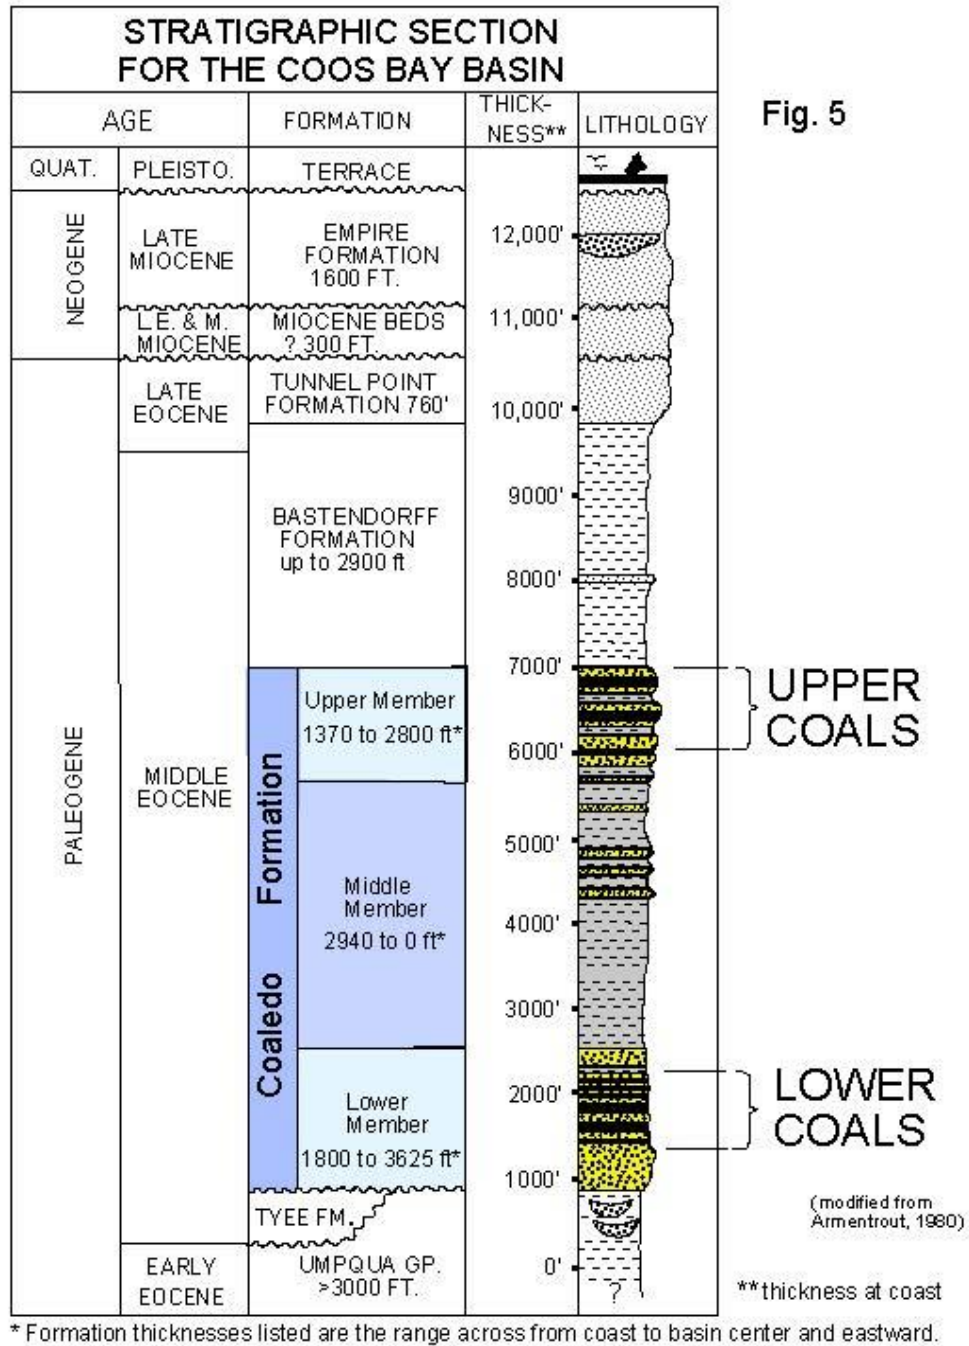 STRATIGRAPHIC SECTION
FOR THE COOS BAY BASIN
AGE
FORMATION
THICK-
NESS**
LITHOLOGY
Fig. 5
QUAT.
PLEISTO.
TERRACE
NEOGENE
LATE
MIOCENE
EMPIRE
FORMATION
1600 FT.
12,000'
L.E. & M.
MIOCENE
MIOCENE BEDS
? 300 FT.
11,000'
PALEOGENE
LATE
EOCENE
TUNNEL POINT
FORMATION 760'
10,000'
9000'
BASTENDORFF
FORMATION
up to 2900 ft
8000'
7000'
MIDDLE
EOCENE
Coaledo Formation
Upper Member
1370 to 2800 ft*
UPPER
COALS
6000'
5000'
Middle
Member
2940 to 0 ft*
4000'
3000'
Lower
Member
1800 to 3625 ft*
2000'
LOWER
COALS
1000'
TYEE FM.
(modified from
Armentrout, 1980)
EARLY
EOCENE
UMPQUA GP.
>3000 FT.
0'
?
**thickness at coast
* Formation thicknesses listed are the range across from coast to basin center and eastward.